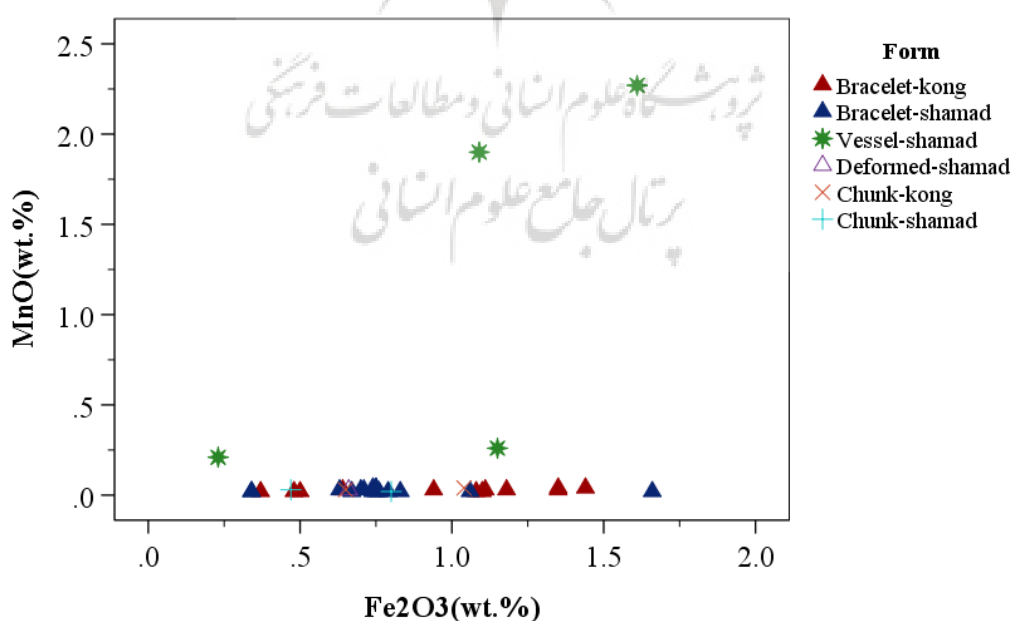 پژوهشگاه علوم انسانی و مطالعات فرهنگی
پرتال جامع علوم انسانی
MnO(wt.%)
2.5
2.0
1.5
1.0
.5
.0
.0 .5 1.0 1.5 2.0
Fe2O3(wt.%)
Form
Bracelet-kong
Bracelet-shamad
Vessel-shamad
Deformed-shamad
Chunk-kong
Chunk-shamad